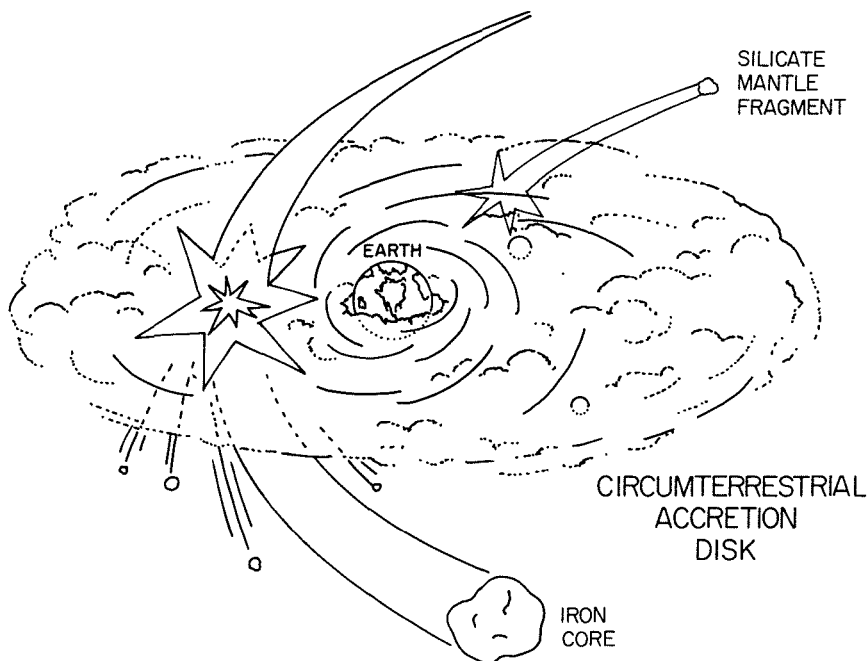 SILICATE
MANTLE
FRAGMENT
EARTH
CIRCUMTERRESTRIAL
ACCRETION
DISK
IRON
CORE